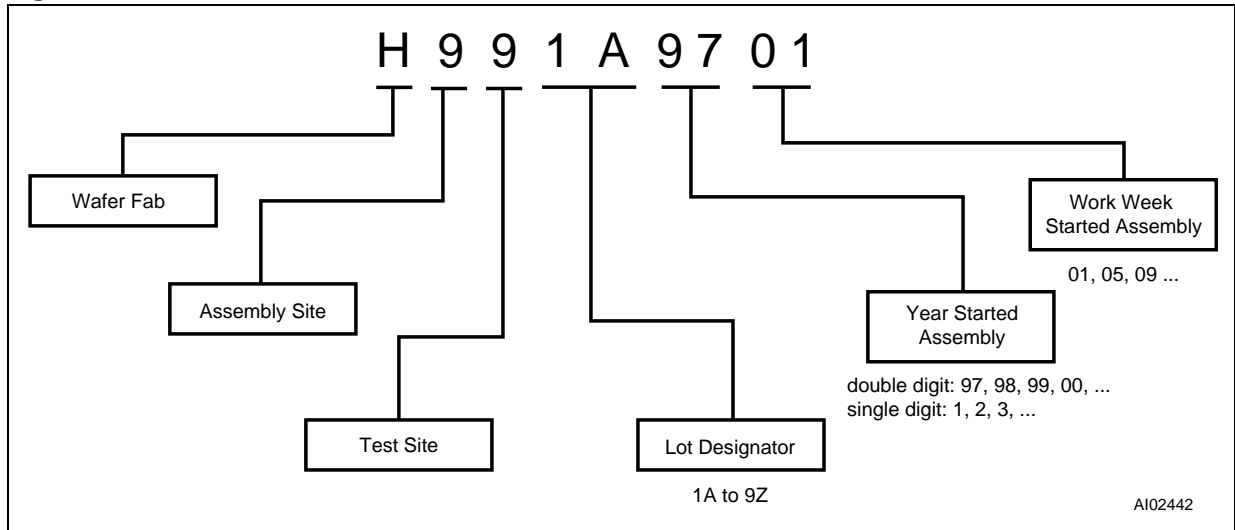 H 9 9 1 A 9 7 0 1
Wafer Fab
Work Week
Started Assembly
01, 05, 09 ...
Assembly Site
Year Started
Assembly
double digit: 97, 98, 99, 00, ...
single digit: 1, 2, 3, ...
Test Site
Lot Designator
1A to 9Z
AI02442